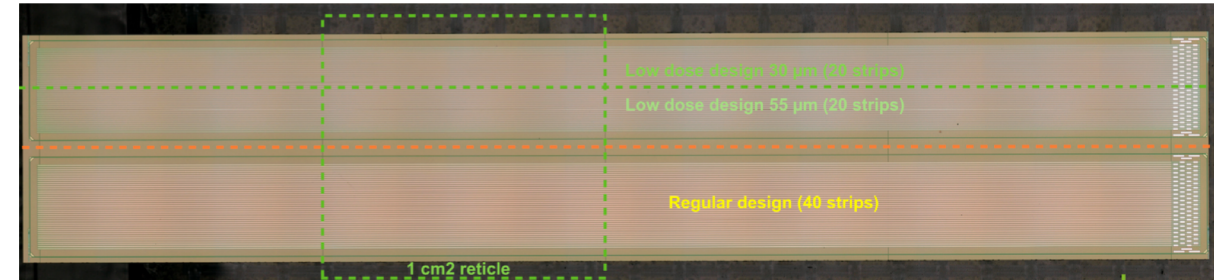 Low dose design 30 µm (20 strips)
Low dose design 55 µm (20 strips)
Regular design (40 strips)
1 cm2 reticle